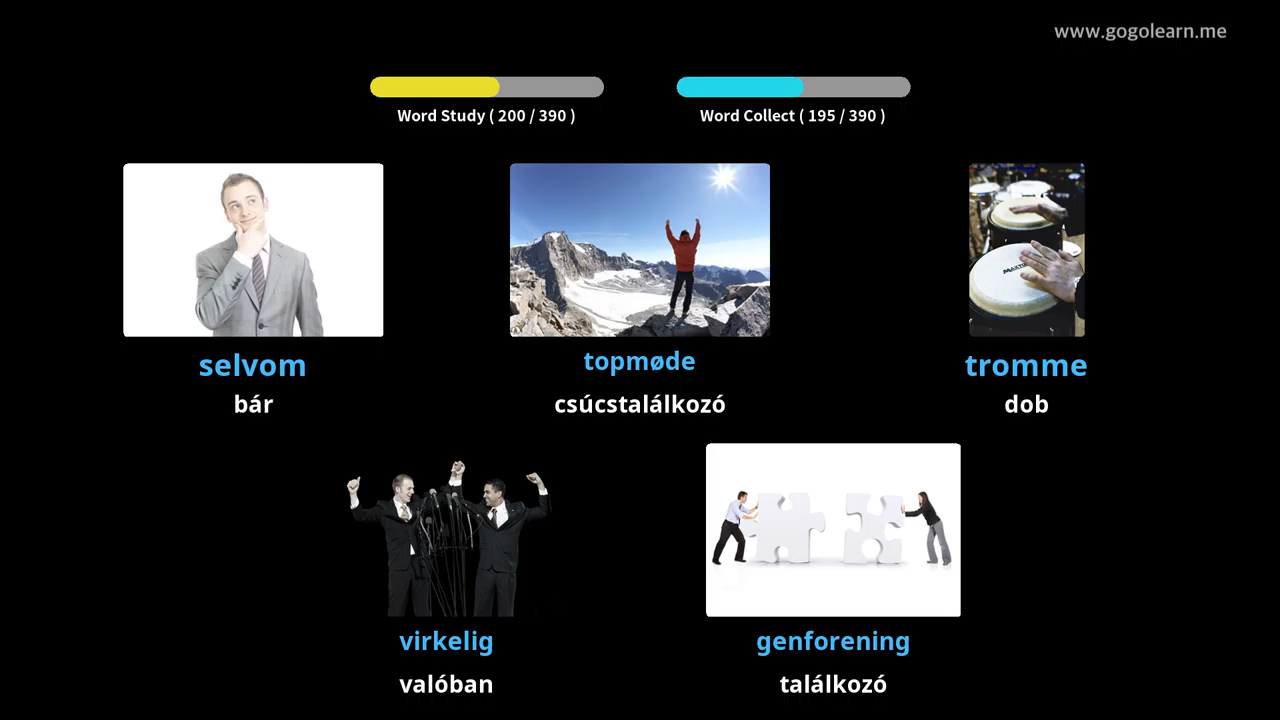 www.gogolearn.me
Word Study ( 200 / 390 )
Word Collect ( 195 / 390 )
selvom
topmøde
tromme
bár
csúcstalálkozó
dob
virkelig
genforening
valóban
találkozó